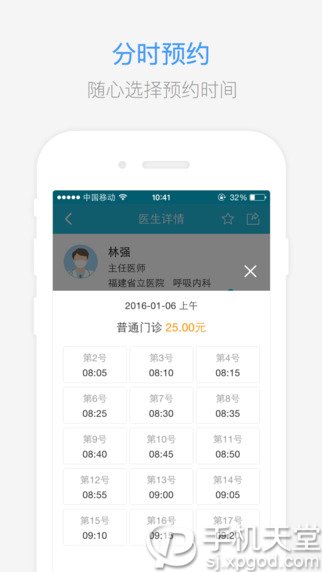 分时预约
随心选择预约时间
中国移动 10:41 32%
医生详情
林强
主任医师
福建省立医院 呼吸内科
2016-01-06 上午
普通门诊 25.00元
第2号 第3号 第4号
08:05 08:10 08:15
第6号 第7号 第8号
08:25 08:30 08:35
第9号 第10号 第11号
08:40 08:45 08:50
第12号 第13号 第14号
08:55 09:00 09:05
第15号 第16号 第17号
09:10 09:15 09:20
手机天堂
sj.xpgod.com